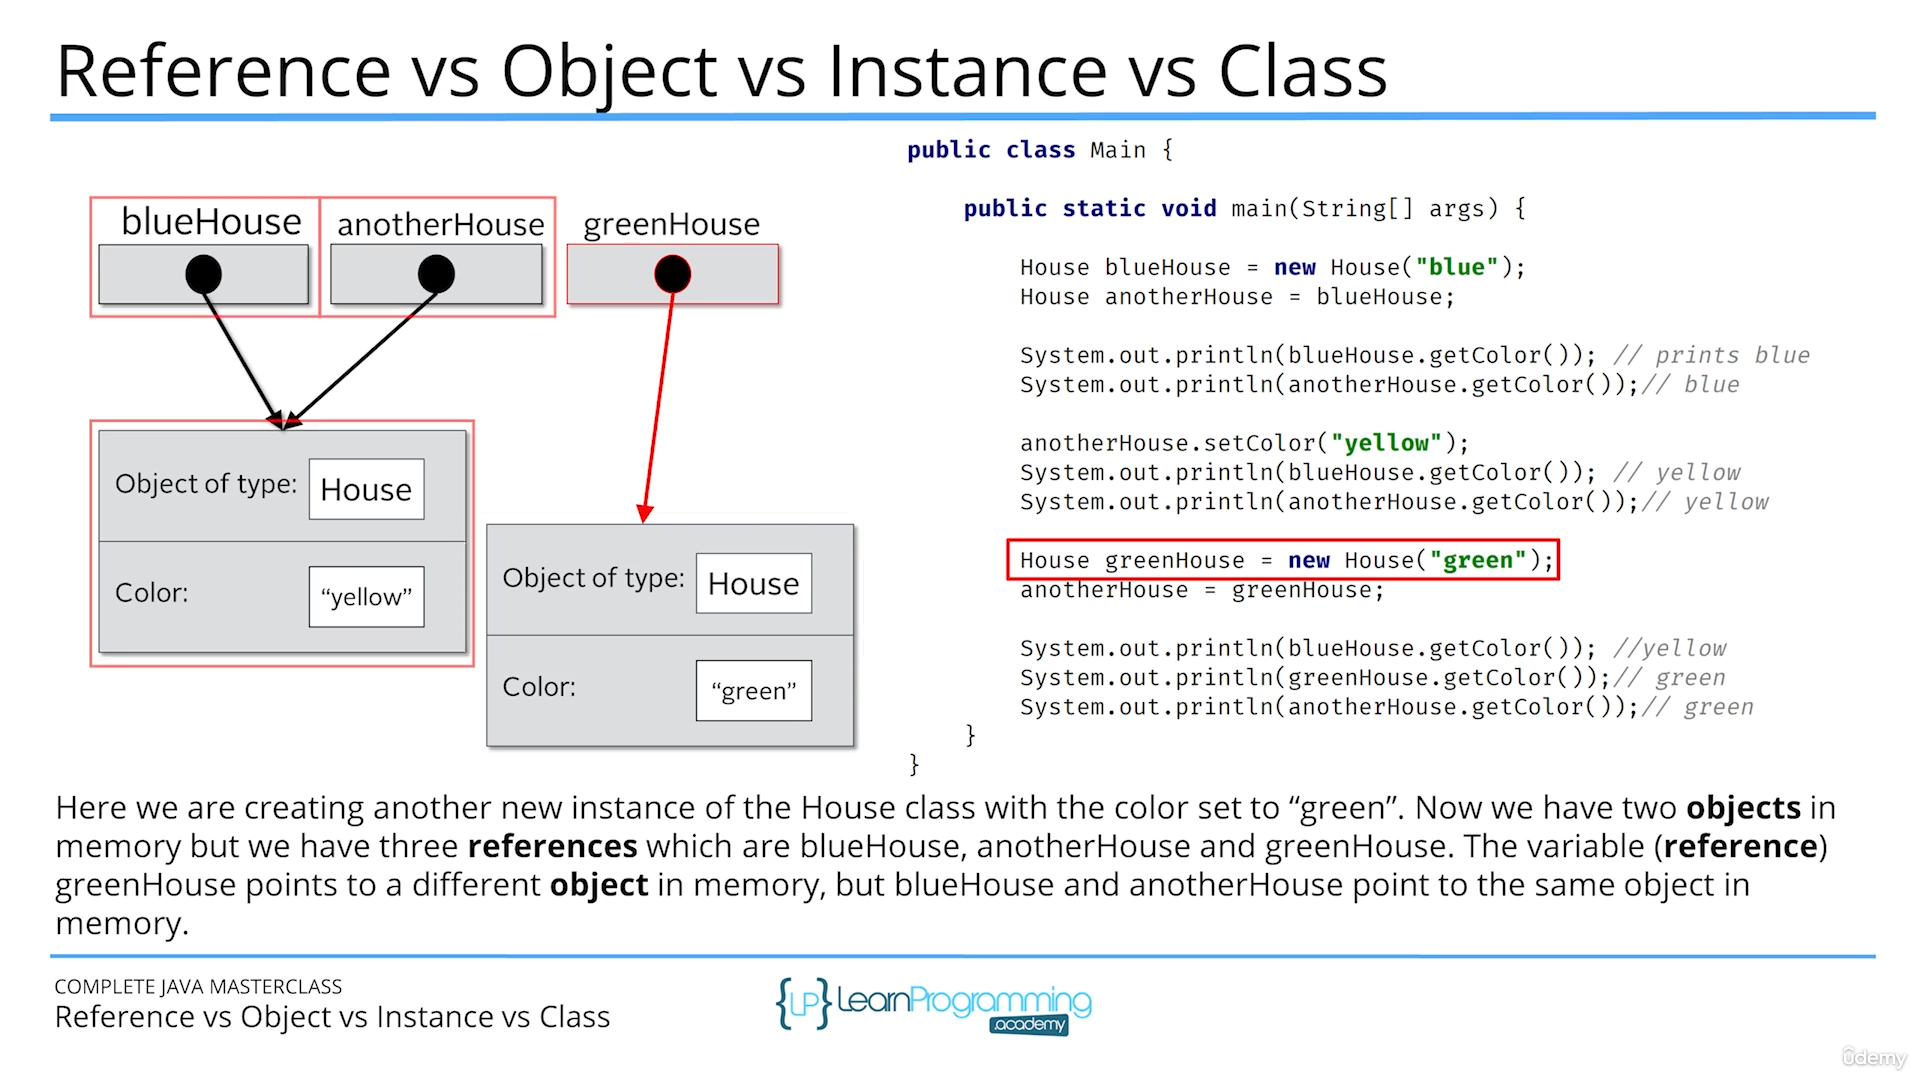 Reference vs Object vs Instance vs Class
blueHouse
anotherHouse
greenHouse
Object of type:
House
Color:
“yellow”
Object of type:
House
Color:
“green”
public class Main {
public static void main(String[] args) {
House blueHouse = new House("blue");
House anotherHouse = blueHouse;
System.out.println(blueHouse.getColor()); // prints blue
System.out.println(anotherHouse.getColor());// blue
anotherHouse.setColor("yellow");
System.out.println(blueHouse.getColor()); // yellow
System.out.println(anotherHouse.getColor());// yellow
House greenHouse = new House("green");
anotherHouse = greenHouse;
System.out.println(blueHouse.getColor()); //yellow
System.out.println(greenHouse.getColor());// green
System.out.println(anotherHouse.getColor());// green
}
}
Here we are creating another new instance of the House class with the color set to “green”. Now we have two objects in
memory but we have three references which are blueHouse, anotherHouse and greenHouse. The variable (reference)
greenHouse points to a different object in memory, but blueHouse and anotherHouse point to the same object in
memory.
COMPLETE JAVA MASTERCLASS
Reference vs Object vs Instance vs Class
{LP} LearnProgramming
.academy
ûdemy